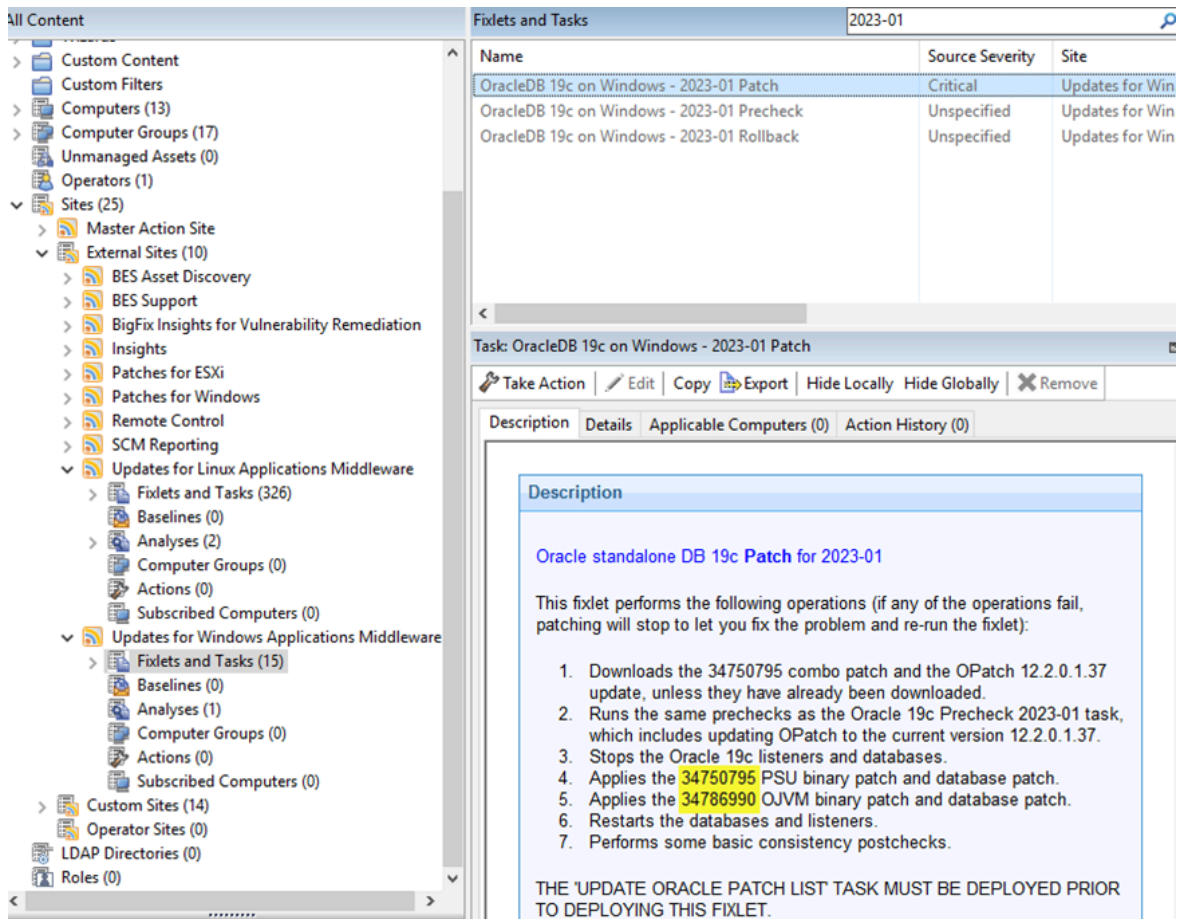 All Content
Custom Content
Custom Filters
Computers (13)
Computer Groups (17)
Unmanaged Assets (0)
Operators (1)
Sites (25)
Master Action Site
External Sites (10)
BES Asset Discovery
BES Support
BigFix Insights for Vulnerability Remediation
Insights
Patches for ESXi
Patches for Windows
Remote Control
SCM Reporting
Updates for Linux Applications Middleware
Fixlets and Tasks (326)
Baselines (0)
Analyses (2)
Computer Groups (0)
Actions (0)
Subscribed Computers (0)
Updates for Windows Applications Middleware
Fixlets and Tasks (15)
Baselines (0)
Analyses (1)
Computer Groups (0)
Actions (0)
Subscribed Computers (0)
Custom Sites (14)
Operator Sites (0)
LDAP Directories (0)
Roles (0)
Fixlets and Tasks 2023-01
Name Source Severity Site
OracleDB 19c on Windows - 2023-01 Patch Critical Updates for Win
OracleDB 19c on Windows - 2023-01 Precheck Unspecified Updates for Win
OracleDB 19c on Windows - 2023-01 Rollback Unspecified Updates for Win
Task: OracleDB 19c on Windows - 2023-01 Patch
Take Action Edit Copy Export Hide Locally Hide Globally Remove
Description Details Applicable Computers (0) Action History (0)
Description
Oracle standalone DB 19c Patch for 2023-01
This fixlet performs the following operations (if any of the operations fail,
patching will stop to let you fix the problem and re-run the fixlet):
1. Downloads the 34750795 combo patch and the OPatch 12.2.0.1.37
update, unless they have already been downloaded.
2. Runs the same prechecks as the Oracle 19c Precheck 2023-01 task,
which includes updating OPatch to the current version 12.2.0.1.37.
3. Stops the Oracle 19c listeners and databases.
4. Applies the 34750795 PSU binary patch and database patch.
5. Applies the 34786990 OJVM binary patch and database patch.
6. Restarts the databases and listeners.
7. Performs some basic consistency postchecks.
THE 'UPDATE ORACLE PATCH LIST' TASK MUST BE DEPLOYED PRIOR
TO DEPLOYING THIS FIXLET.